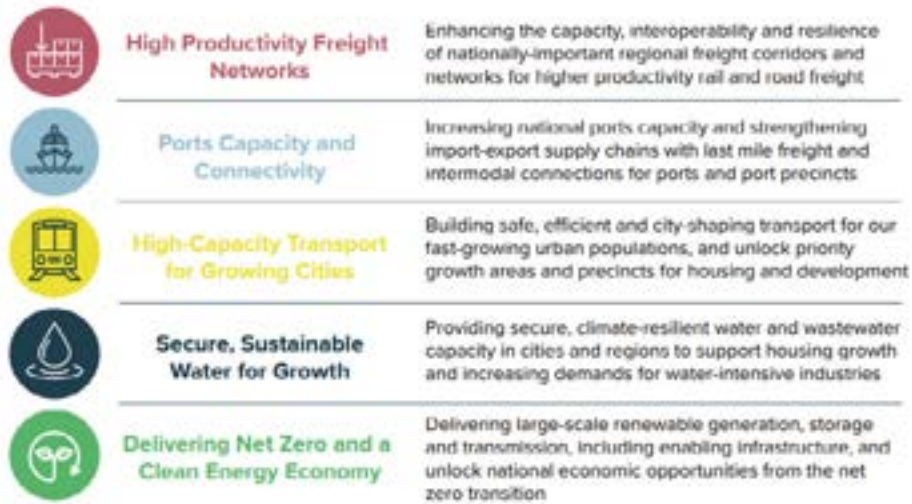 High Productivity Freight
Networks
Enhancing the capacity, interoperability and resilience
of nationally-important regional freight corridors and
networks for higher productivity rail and road freight
Ports Capacity and
Connectivity
Increasing national ports capacity and strengthening
import-export supply chains with last mile freight and
intermodal connections for ports and port precincts
High-Capacity Transport
for Growing Cities
Building safe, efficient and city-shaping transport for our
fast-growing urban populations, and unlock priority
growth areas and precincts for housing and development
Secure, Sustainable
Water for Growth
Providing secure, climate-resilient water and wastewater
capacity in cities and regions to support housing growth
and increasing demands for water-intensive industries
Delivering Net Zero and a
Clean Energy Economy
Delivering large-scale renewable generation, storage
and transmission, including enabling infrastructure, and
unlock national economic opportunities from the net
zero transition